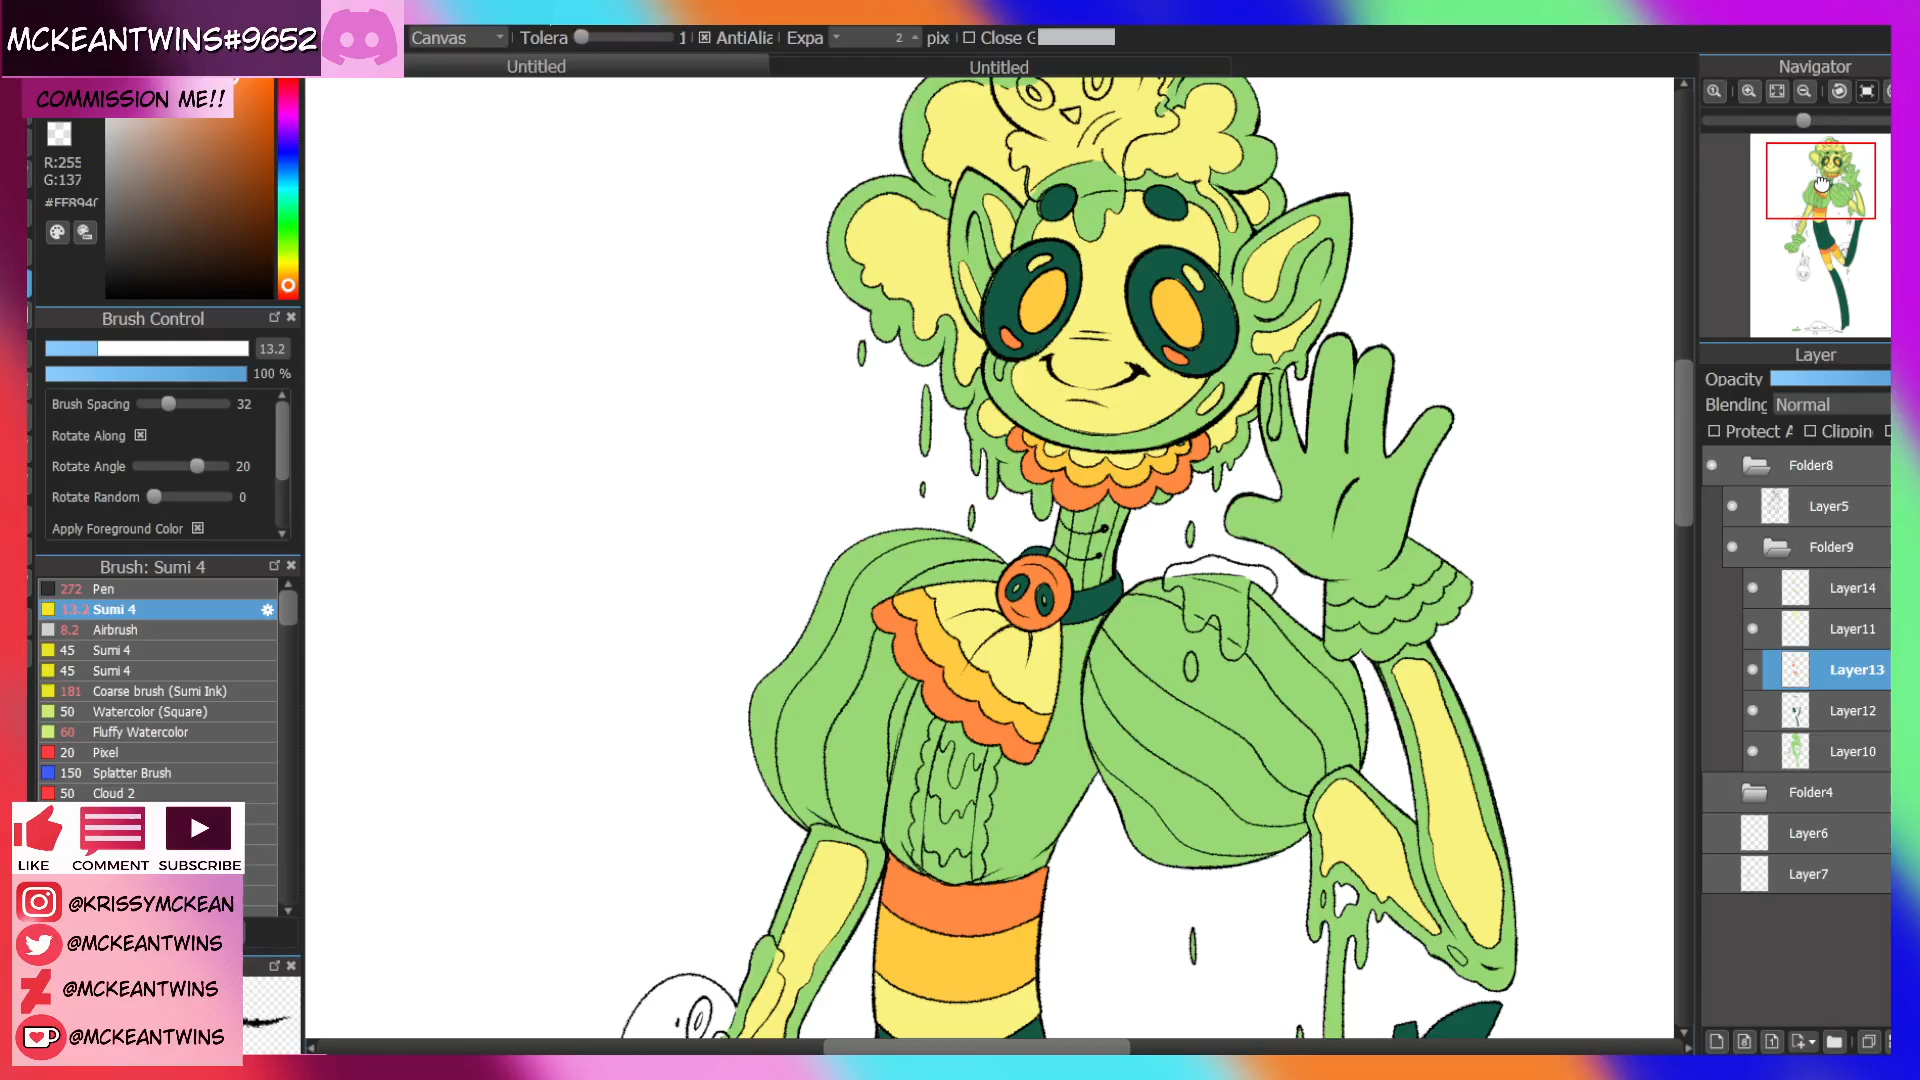 MCKEANTWINS#9652
COMMISSION ME!!
Canvas
Tolera
1
AntiAlia
Expa
2
pix
Close G
Untitled
Untitled
R:255
G:137
Brush Control
13.2
100 %
Brush Spacing
32
Rotate Along
Rotate Angle
20
Rotate Random
0
Apply Foreground Color
Brush: Sumi 4
272 Pen
13.2 Sumi 4
8.2 Airbrush
45 Sumi 4
45 Sumi 4
181 Coarse brush (Sumi Ink)
50 Watercolor (Square)
60 Fluffy Watercolor
20 Pixel
150 Splatter Brush
50 Cloud 2
LIKE COMMENT SUBSCRIBE
@KRISSYMCKEAN
@MCKEANTWINS
@MCKEANTWINS
@MCKEANTWINS
Navigator
Layer
Opacity
Blending
Normal
Protect A
Clippin
Folder8
Layer5
Folder9
Layer14
Layer11
Layer13
Layer12
Layer10
Folder4
Layer6
Layer7